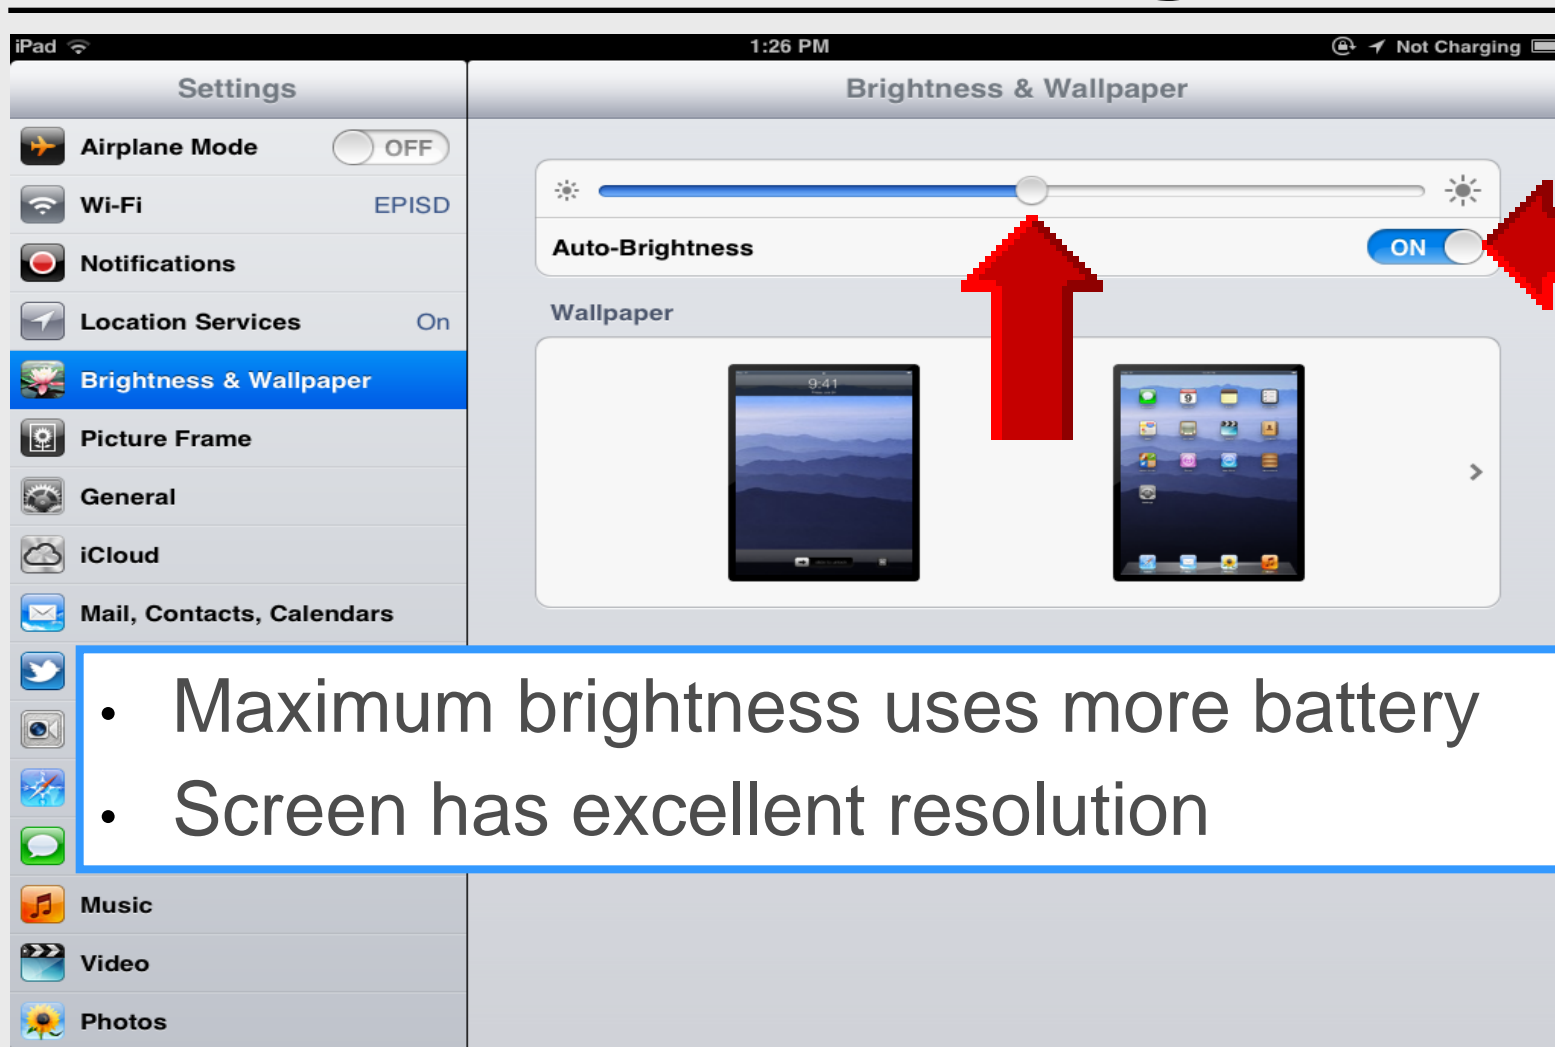 iPad 1:26 PM Not Charging
Settings Brightness & Wallpaper
Airplane Mode OFF
Wi-Fi EPISD
Notifications
Location Services On
Brightness & Wallpaper
Picture Frame
General
iCloud
Mail, Contacts, Calendars
Music
Video
Photos
Auto-Brightness ON
Wallpaper
9:41
9
• Maximum brightness uses more battery
• Screen has excellent resolution